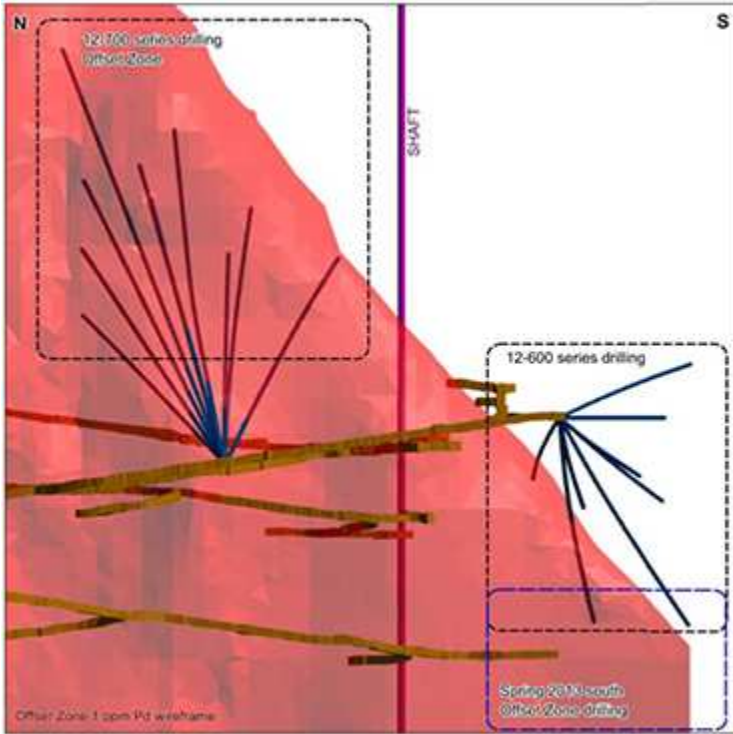 N
S
12-700 series drilling
Offset Zone
SHAFT
12-600 series drilling
Spring 2013 south
Offset Zone drilling
Offset Zone 1 ppm Pd wireframe